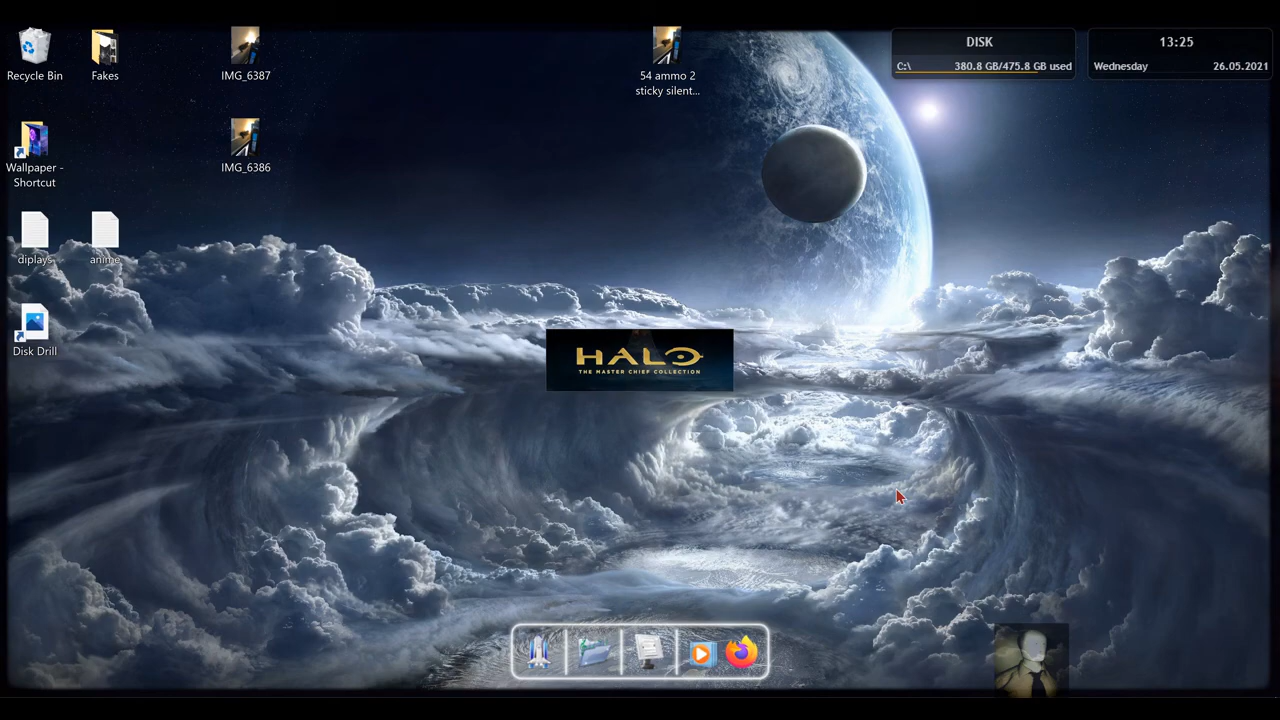 Recycle Bin
Fakes
IMG_6387
54 ammo 2
sticky silent...
DISK
C:\ 380.8 GB/475.8 GB used
13:25
Wednesday 26.05.2021
Wallpaper -
Shortcut
IMG_6386
diplays
anime
Disk Drill
HALO
THE MASTER CHIEF COLLECTION